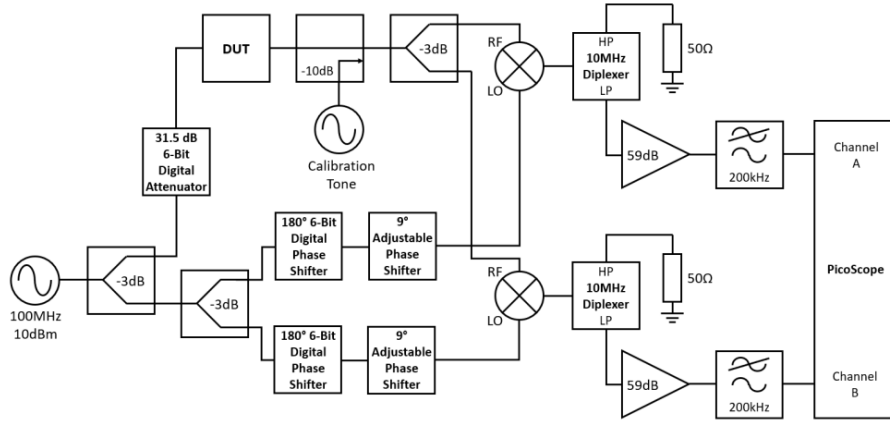 DUT
-10dB
-3dB
RF
LO
HP
10MHz
Diplexer
LP
50Ω
31.5 dB
6-Bit
Digital
Attenuator
Calibration
Tone
59dB
200kHz
Channel
A
180° 6-Bit
Digital
Phase
Shifter
9°
Adjustable
Phase
Shifter
100MHz
10dBm
-3dB
-3dB
RF
LO
HP
10MHz
Diplexer
LP
50Ω
PicoScope
180° 6-Bit
Digital
Phase
Shifter
9°
Adjustable
Phase
Shifter
59dB
200kHz
Channel
B